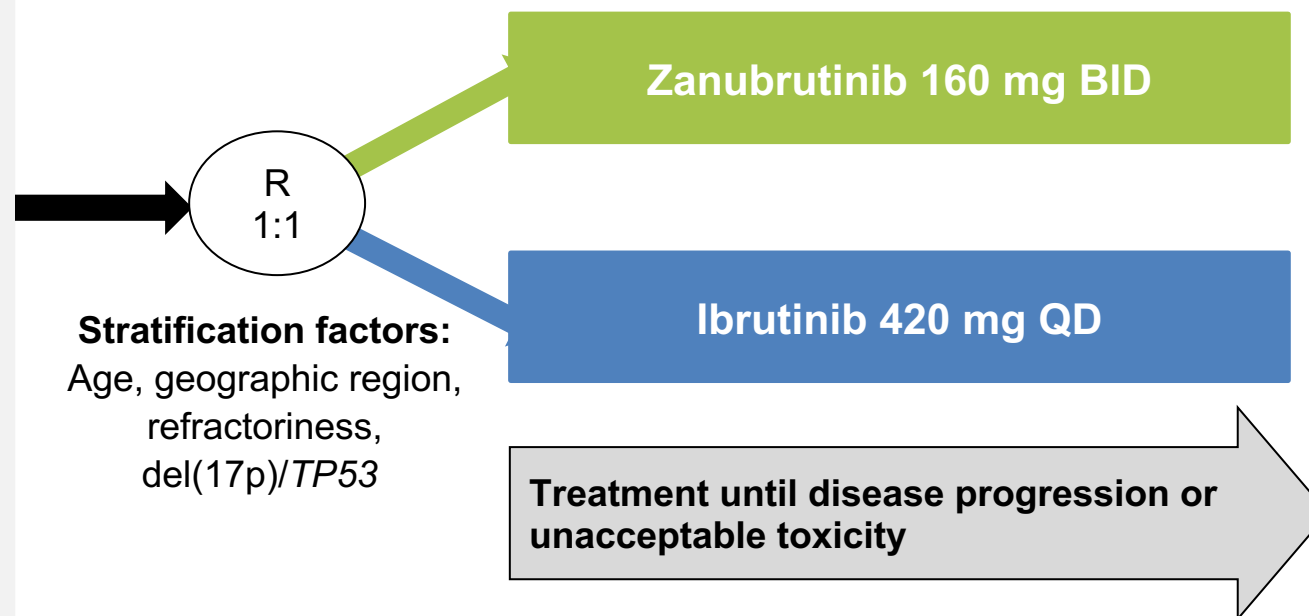 Zanubrutinib 160 mg BID
R
1:1
Ibrutinib 420 mg QD
Stratification factors:
Age, geographic region,
refractoriness,
del(17p)/TP53
Treatment until disease progression or
unacceptable toxicity